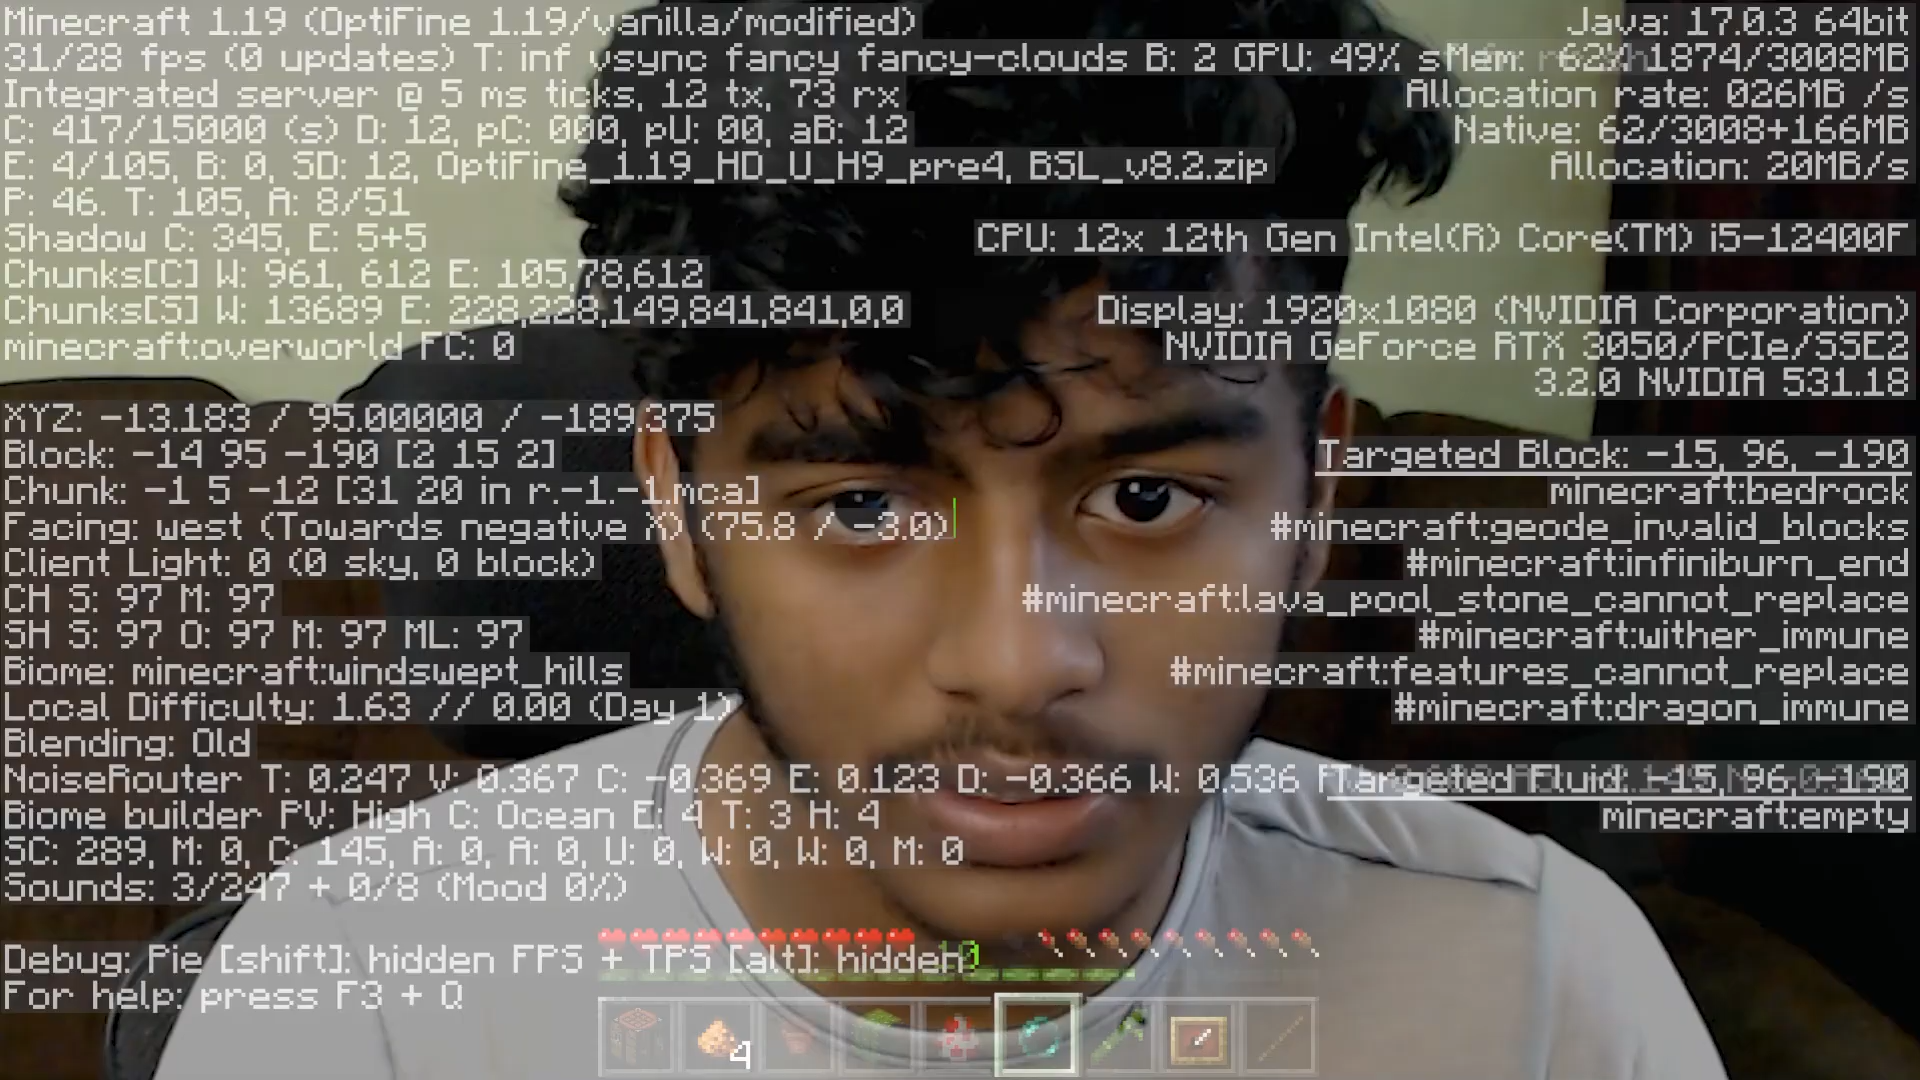 Minecraft 1.19 (OptiFine 1.19/vanilla/modified)
31/28 fps (0 updates) T: inf vsync fancy fancy-clouds B: 2 GPU: 49%
Integrated server @ 5 ms ticks, 12 tx, 73 rx
C: 417/15000 (s) D: 12, pC: 000, pU: 00, aB: 12
E: 4/105, B: 0, SD: 12, OptiFine_1.19_HD_U_H9_pre4, BSL_v8.2.zip
P: 46. T: 105, A: 8/51
Shadow C: 345, E: 5+5
Chunks[C] W: 961, 612 E: 105,78,612
Chunks[S] W: 13689 E: 228,228,149,841,841,0,0
minecraft:overworld FC: 0
XYZ: -13.183 / 95.00000 / -189.375
Block: -14 95 -190 [2 15 2]
Chunk: -1 5 -12 [31 20 in r.-1.-1.mca]
Facing: west (Towards negative X) (75.8 / -3.0)
Client Light: 0 (0 sky, 0 block)
CH S: 97 M: 97
SH S: 97 O: 97 M: 97 ML: 97
Biome: minecraft:windswept_hills
Local Difficulty: 1.63 // 0.00 (Day 1)
Blending: Old
NoiseRouter T: 0.247 V: 0.367 C: -0.369 E: 0.123 D: -0.366 W: 0.536
Biome builder PV: High C: Ocean E: 4 T: 3 H: 4
SC: 289, M: 0, C: 145, A: 0, A: 0, U: 0, W: 0, W: 0, M: 0
Sounds: 3/247 + 0/8 (Mood 0%)
Debug: Pie [shift]: hidden FPS + TPS [alt]: hidden
For help: press F3 + Q
Java: 17.0.3 64bit
Mem: 62% 1874/3008MB
Allocation rate: 026MB /s
Native: 62/3008+166MB
Allocation: 20MB/s
CPU: 12x 12th Gen Intel(R) Core(TM) i5-12400F
Display: 1920x1080 (NVIDIA Corporation)
NVIDIA GeForce RTX 3050/PCIe/SSE2
3.2.0 NVIDIA 531.18
Targeted Block: -15, 96, -190
minecraft:bedrock
#minecraft:geode_invalid_blocks
#minecraft:infiniburn_end
#minecraft:lava_pool_stone_cannot_replace
#minecraft:wither_immune
#minecraft:features_cannot_replace
#minecraft:dragon_immune
Targeted Fluid: -15, 96, -190
minecraft:empty
4